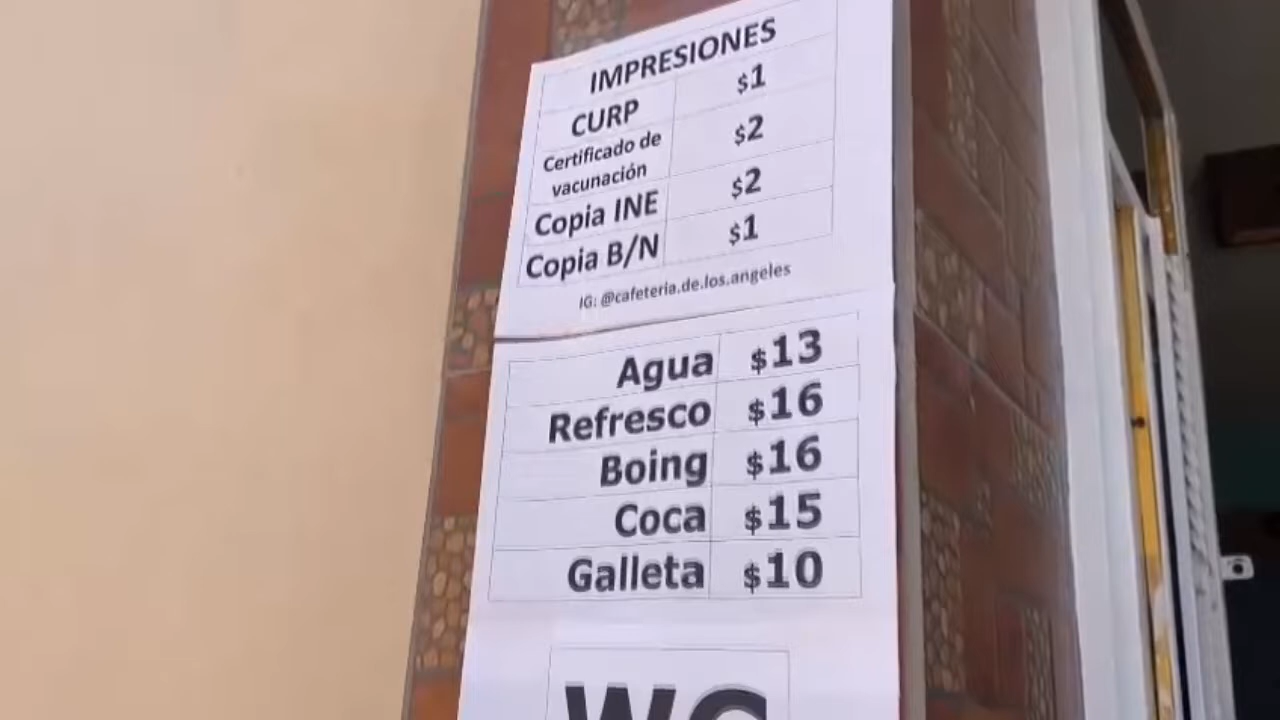 IMPRESIONES
CURP $1
Certificado de
vacunación $2
Copia INE $2
Copia B/N $1
IG: @cafeteria.de.los.angeles
Agua $13
Refresco $16
Boing $16
Coca $15
Galleta $10
WC